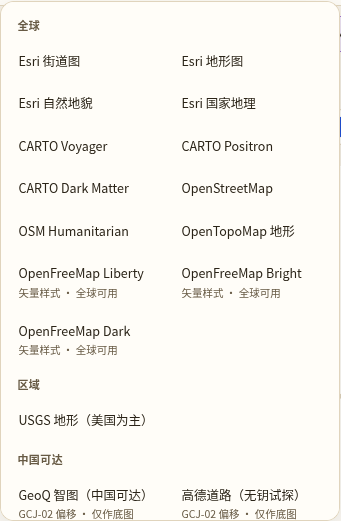 全球
Esri 街道图
Esri 地形图
Esri 自然地貌
Esri 国家地理
CARTO Voyager
CARTO Positron
CARTO Dark Matter
OpenStreetMap
OSM Humanitarian
OpenTopoMap 地形
OpenFreeMap Liberty
矢量样式 · 全球可用
OpenFreeMap Bright
矢量样式 · 全球可用
OpenFreeMap Dark
矢量样式 · 全球可用
区域
USGS 地形（美国为主）
中国可达
GeoQ 智图（中国可达）
GCJ-02 偏移 · 仅作底图
高德道路（无钥试探）
GCJ-02 偏移 · 仅作底图